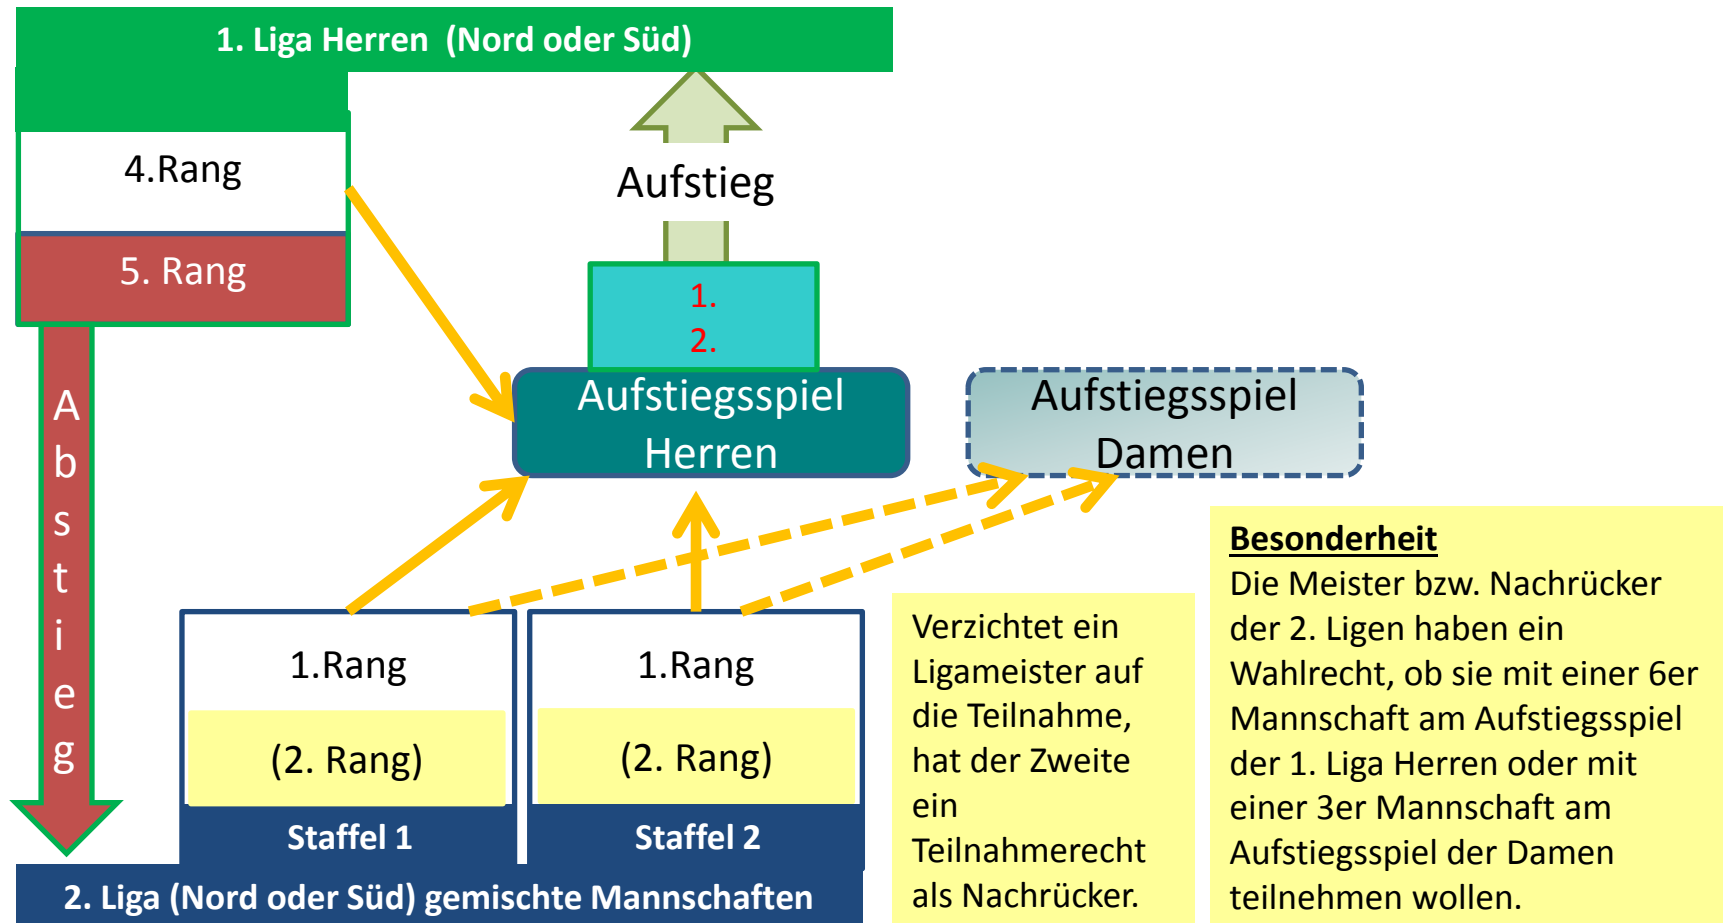 1. Liga Herren (Nord oder Süd)
4.Rang
5. Rang
Aufstieg
1.
2.
Aufstiegsspiel
Herren
Aufstiegsspiel
Damen
Abstieg
1.Rang
(2. Rang)
Staffel 1
1.Rang
(2. Rang)
Staffel 2
2. Liga (Nord oder Süd) gemischte Mannschaften
Verzichtet ein
Ligameister auf
die Teilnahme,
hat der Zweite
ein
Teilnahmerecht
als Nachrücker.
Besonderheit
Die Meister bzw. Nachrücker
der 2. Ligen haben ein
Wahlrecht, ob sie mit einer 6er
Mannschaft am Aufstiegsspiel
der 1. Liga Herren oder mit
einer 3er Mannschaft am
Aufstiegsspiel der Damen
teilnehmen wollen.